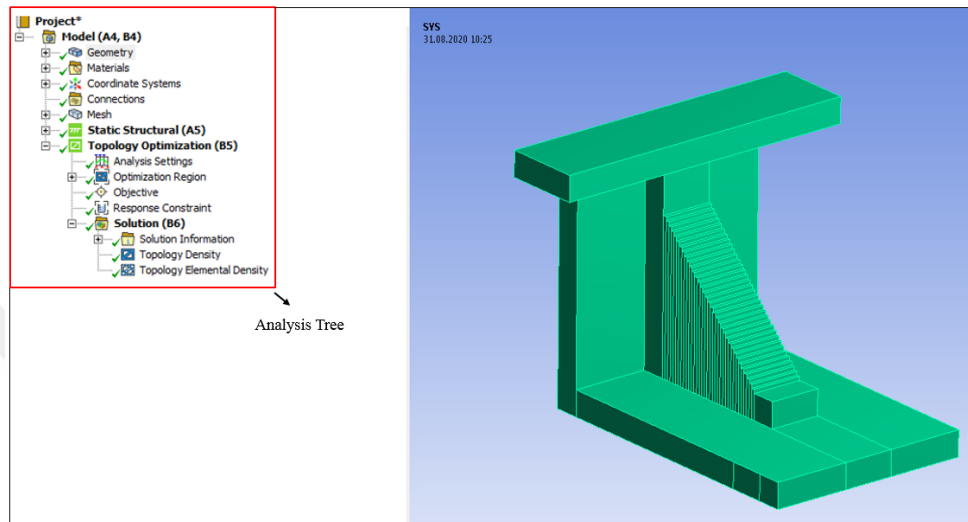 Project*
Model (A4, B4)
Geometry
Materials
Coordinate Systems
Connections
Mesh
Static Structural (A5)
Topology Optimization (B5)
Analysis Settings
Optimization Region
Objective
Response Constraint
Solution (B6)
Solution Information
Topology Density
Topology Elemental Density
Analysis Tree
SYS
31.08.2020 10:25